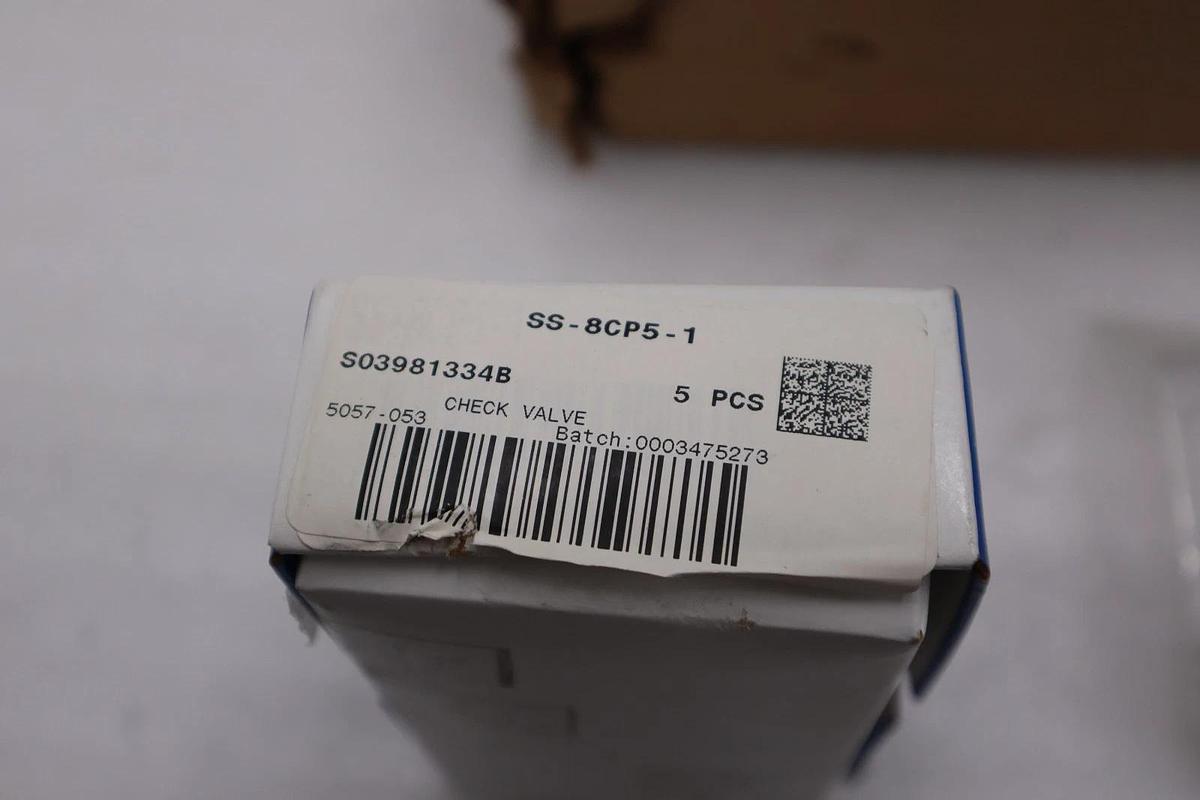 SS-8CP5-1
S03981334B
5 PCS
5057-053 CHECK VALVE
Batch:0003475273